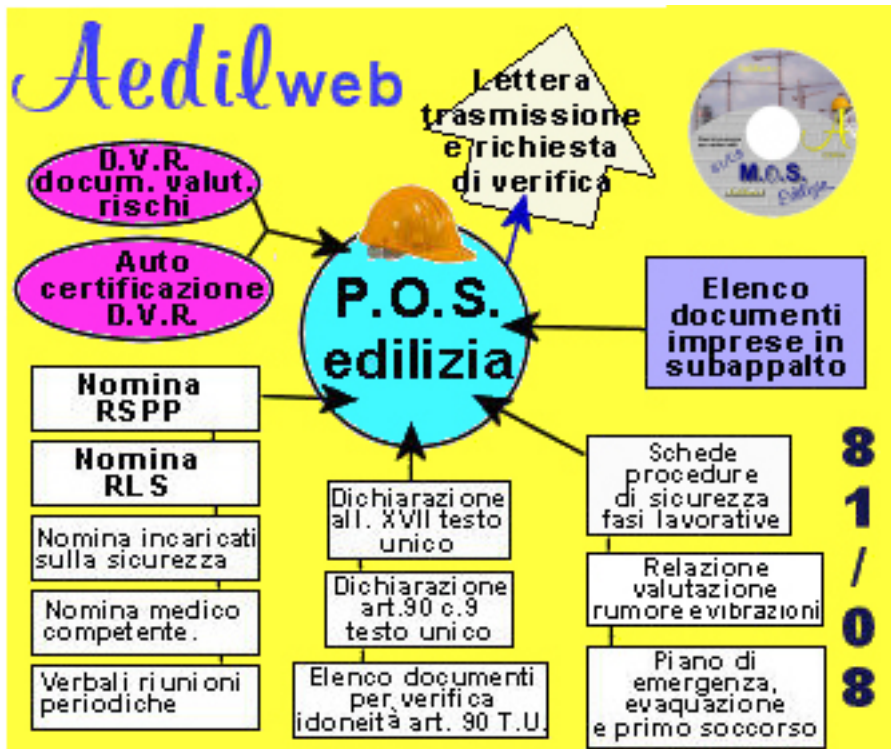 Aedilweb
Lettera
trasmissione
e richiesta
di verifica
M.O.S.
D.V.R.
docum. valut.
rischi
Auto
certificazione
D.V.R.
P.O.S.
edilizia
Elenco
documenti
imprese in
subappalto
Nomina
RSPP
Nomina
RLS
Nomina incaricati
sulla sicurezza
Nomina medico
competente.
Verbali riunioni
periodiche
Dichiarazione
all. XVII testo
unico
Dichiarazione
art.90 c.9
testo unico
Elenco documenti
per verifica
idoneità art. 90 T.U.
Schede
procedure
di sicurezza
fasi lavorative
Relazione
valutazione
rumore e vibrazioni
Piano di
emergenza,
evaquazione
e primo soccorso
81/08